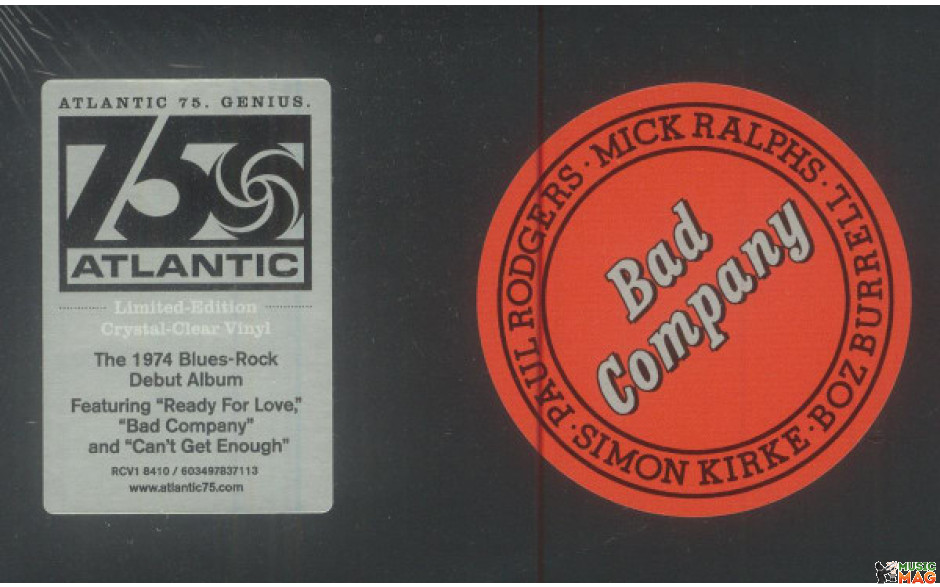 ATLANTIC 75. GENIUS.
75
ATLANTIC
Limited-Edition
Crystal-Clear Vinyl
The 1974 Blues-Rock
Debut Album
Featuring “Ready For Love,”
“Bad Company”
and “Can't Get Enough”
RCV1 8410 / 603497837113
www.atlantic75.com
PAUL RODGERS · MICK RALPHS · BOZ BURRELL · SIMON KIRKE ·
Bad
Company
MUSIC
MAG